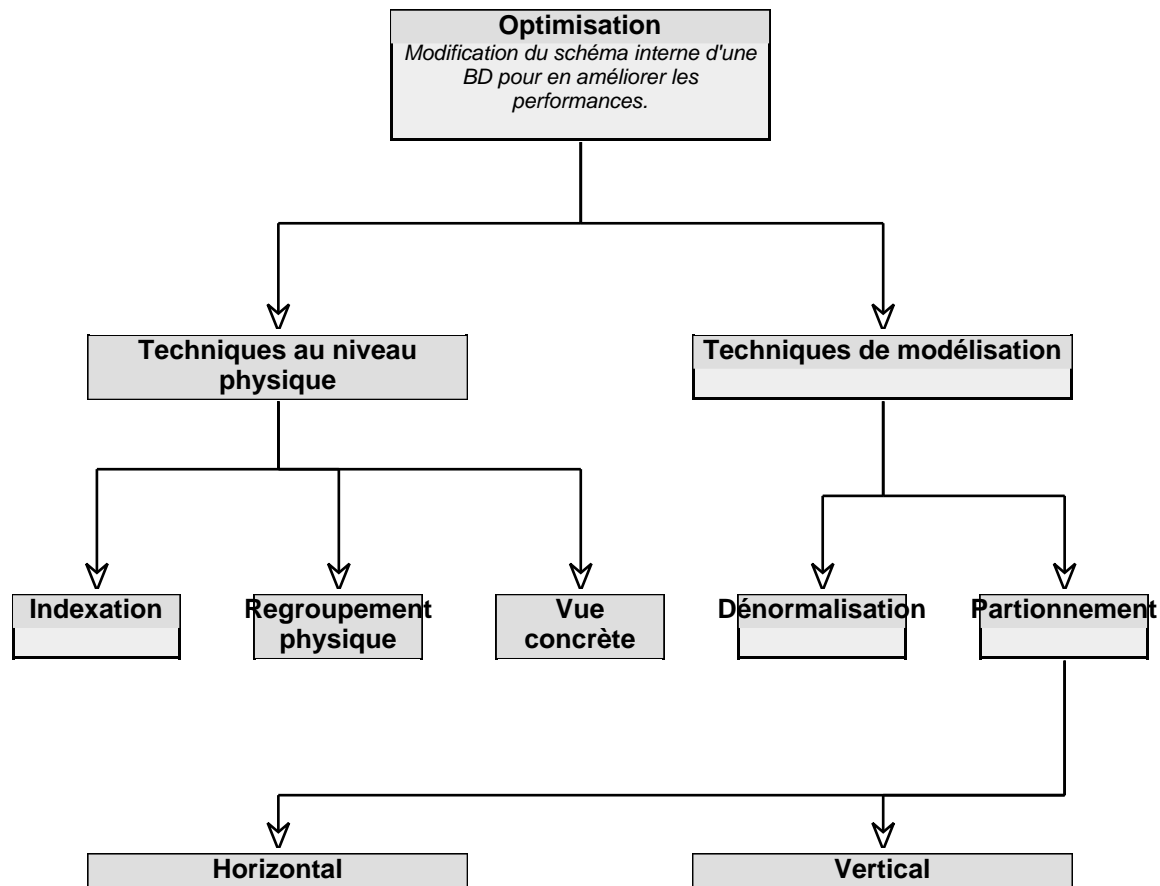 Optimisation
Modification du schéma interne d'une
BD pour en améliorer les
performances.
Techniques au niveau
physique
Techniques de modélisation
Indexation
Regroupement
physique
Vue
concrète
Dénormalisation
Partionnement
Horizontal
Vertical